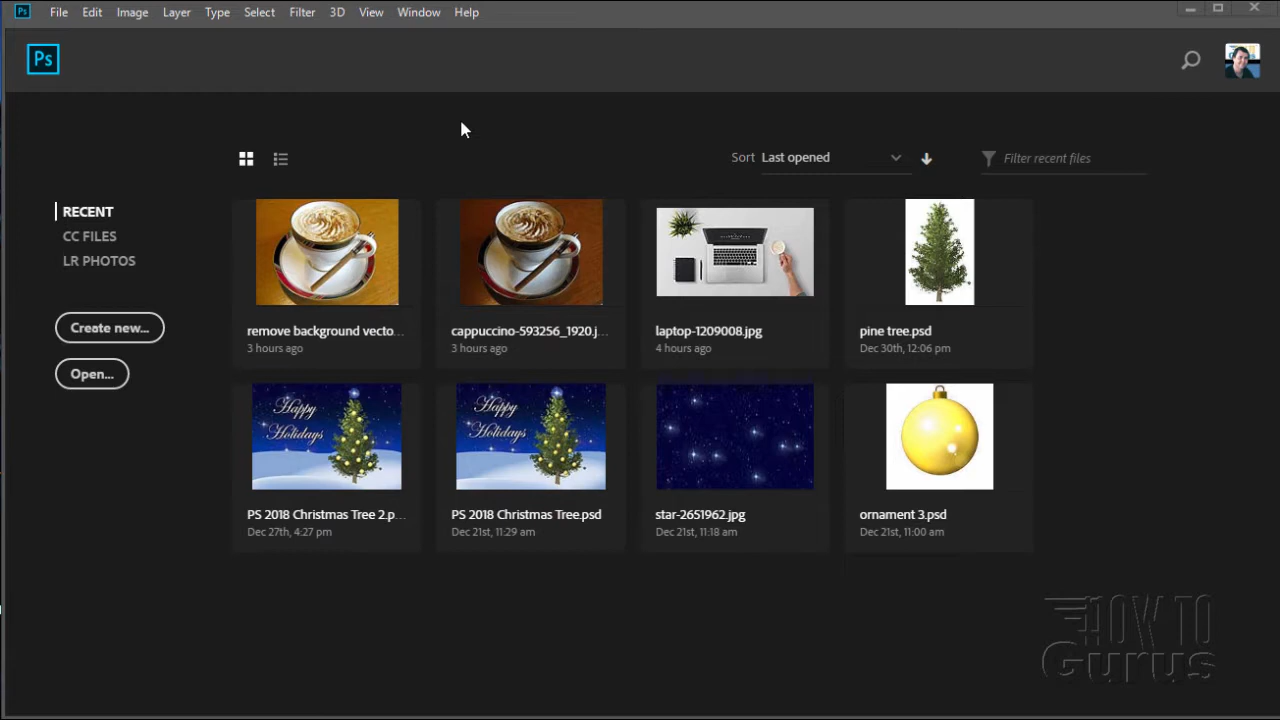 Ps File Edit Image Layer Type Select Filter 3D View Window Help
Ps
Sort Last opened Filter recent files
RECENT
CC FILES
LR PHOTOS
Create new...
Open...
remove background vecto... cappuccino-593256_1920.j... laptop-1209008.jpg pine tree.psd
3 hours ago 3 hours ago 4 hours ago Dec 30th, 12:06 pm
Happy Happy
Holidays Holidays
PS 2018 Christmas Tree 2.p... PS 2018 Christmas Tree.psd star-2651962.jpg ornament 3.psd
Dec 27th, 4:27 pm Dec 21st, 11:29 am Dec 21st, 11:18 am Dec 21st, 11:00 am
HOW TO
Gurus